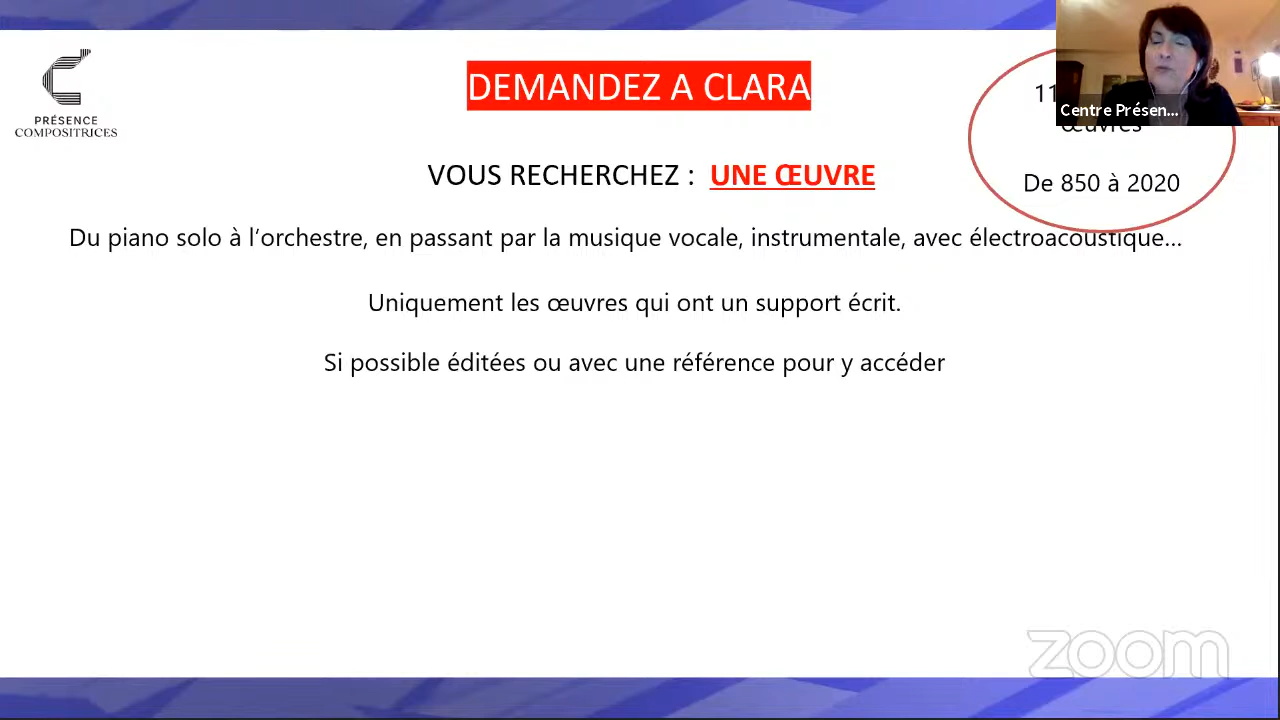 PRÉSENCE
COMPOSITRICES
DEMANDEZ A CLARA
Centre Présen...
œuvres
De 850 à 2020
VOUS RECHERCHEZ : UNE ŒUVRE
Du piano solo à l’orchestre, en passant par la musique vocale, instrumentale, avec électroacoustique...
Uniquement les œuvres qui ont un support écrit.
Si possible éditées ou avec une référence pour y accéder
zoom